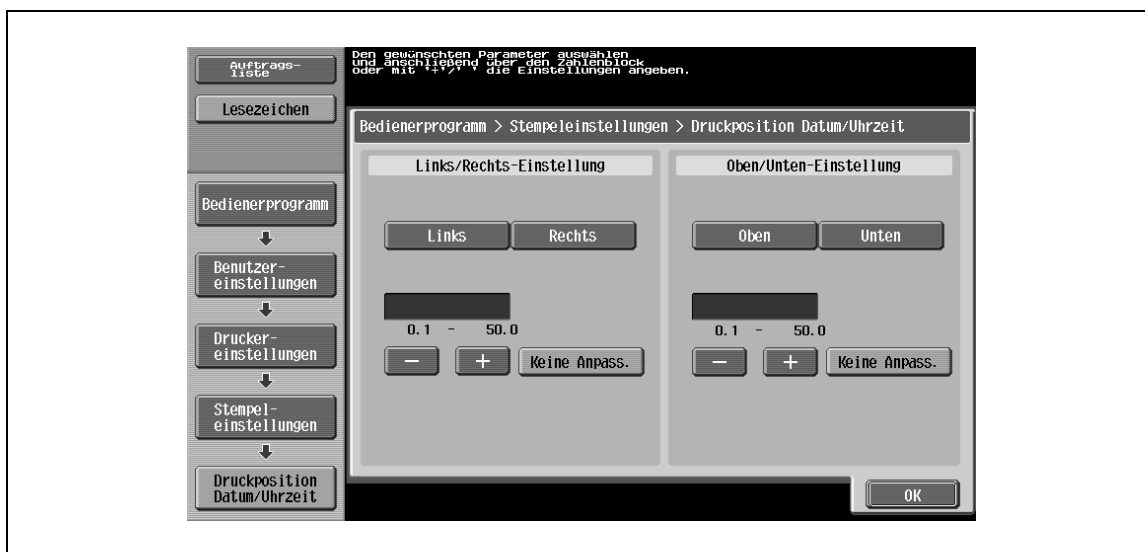 Auftrags-
liste
Lesezeichen
Den gewünschten Parameter auswählen
und anschließend über den Zahlenblock
oder mit '+'/' ' die Einstellungen angeben.
Bedienerprogramm > Stempeleinstellungen > Druckposition Datum/Uhrzeit
Bedienerprogramm
Benutzer-
einstellungen
Drucker-
einstellungen
Stempel-
einstellungen
Druckposition
Datum/Uhrzeit
Links/Rechts-Einstellung
Links Rechts
0.1 - 50.0
- + Keine Anpass.
Oben/Unten-Einstellung
Oben Unten
0.1 - 50.0
- + Keine Anpass.
OK